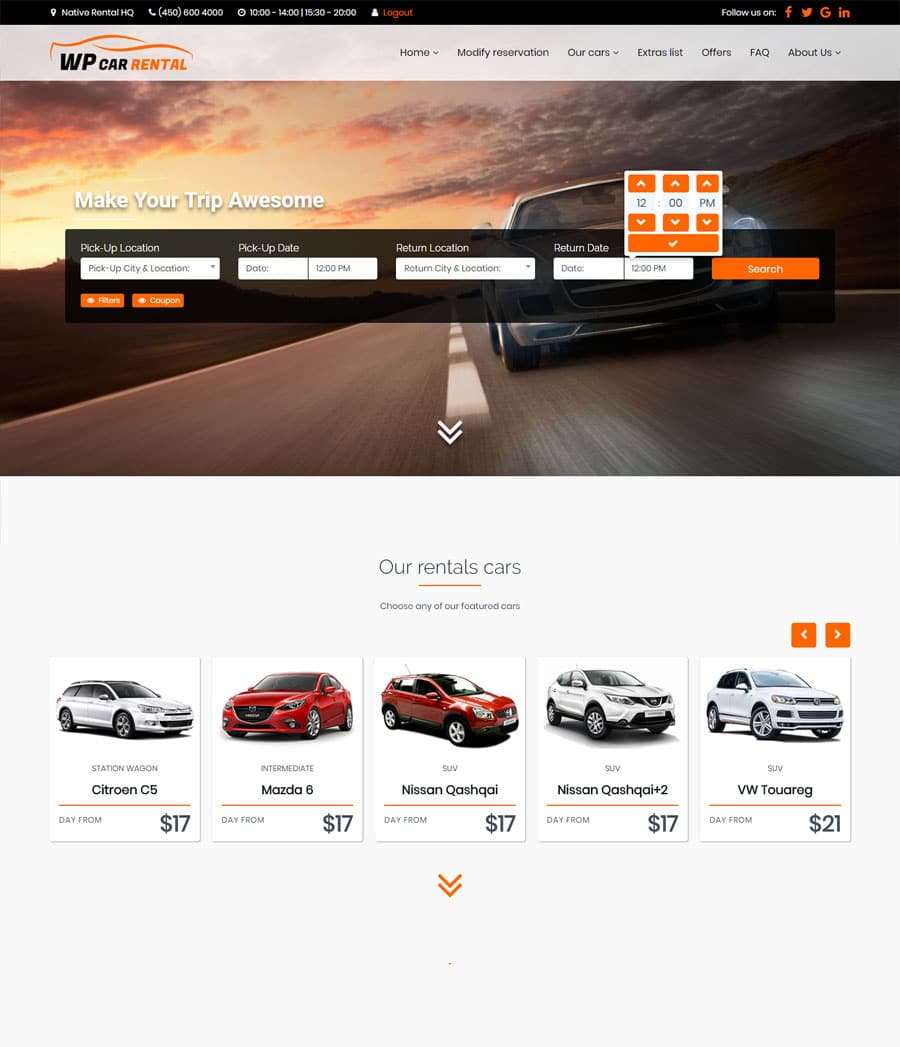 Native Rental HQ (450) 600 4000 10:00 - 14:00 | 15:30 - 20:00 Logout Follow us on:
WP CAR RENTAL
Home Modify reservation Our cars Extras list Offers FAQ About Us
Make Your Trip Awesome
12 : 00 PM
Pick-Up Location Pick-Up Date Return Location Return Date
Pick-Up City & Location: Date: 12:00 PM Return City & Location: Date: 12:00 PM Search
Filters Coupon
Our rentals cars
Choose any of our featured cars
STATION WAGON INTERMEDIATE SUV SUV SUV
Citroen C5 Mazda 6 Nissan Qashqai Nissan Qashqai+2 VW Touareg
DAY FROM $17 DAY FROM $17 DAY FROM $17 DAY FROM $17 DAY FROM $21